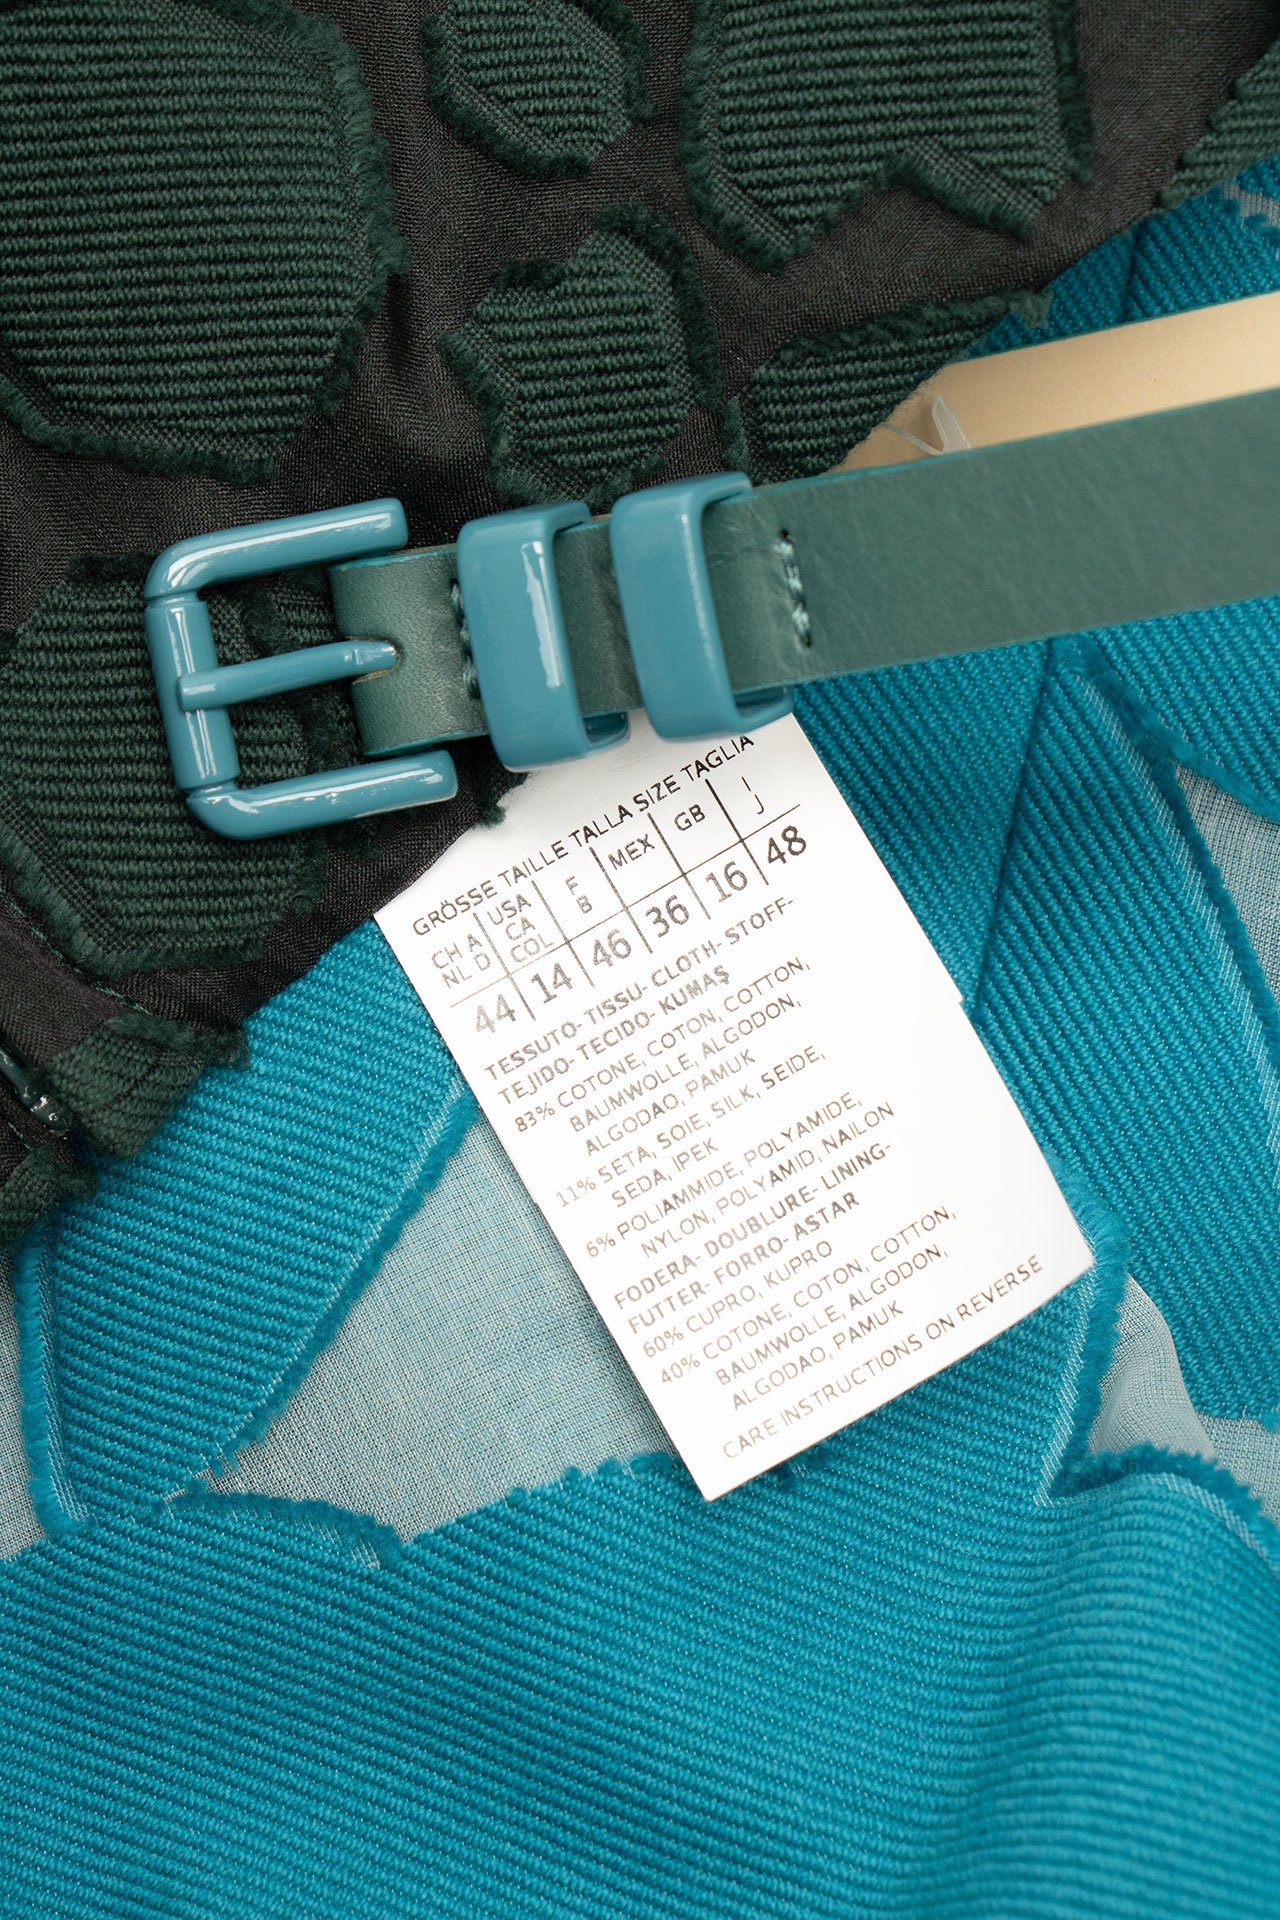 GRÖSSE TAILLE TALLA SIZE TAGLIA
CH A NL D USA CA COL F B MEX GB I J
44 14 46 36 16 48
TESSUTO- TISSU- CLOTH- STOFF-
TEJIDO- TECIDO- KUMAŞ
83% COTONE, COTON, COTTON,
BAUMWOLLE, ALGODON,
ALGODAO, PAMUK
11% SETA, SOIE, SILK, SEIDE,
SEDA, IPEK
6% POLIAMMIDE, POLYAMIDE,
NYLON, POLYAMID, NAILON
FODERA- DOUBLURE- LINING-
FUTTER- FORRO- ASTAR
60% CUPRO, KUPRO
40% COTONE, COTON, COTTON,
BAUMWOLLE, ALGODON,
ALGODAO, PAMUK
CARE INSTRUCTIONS ON REVERSE